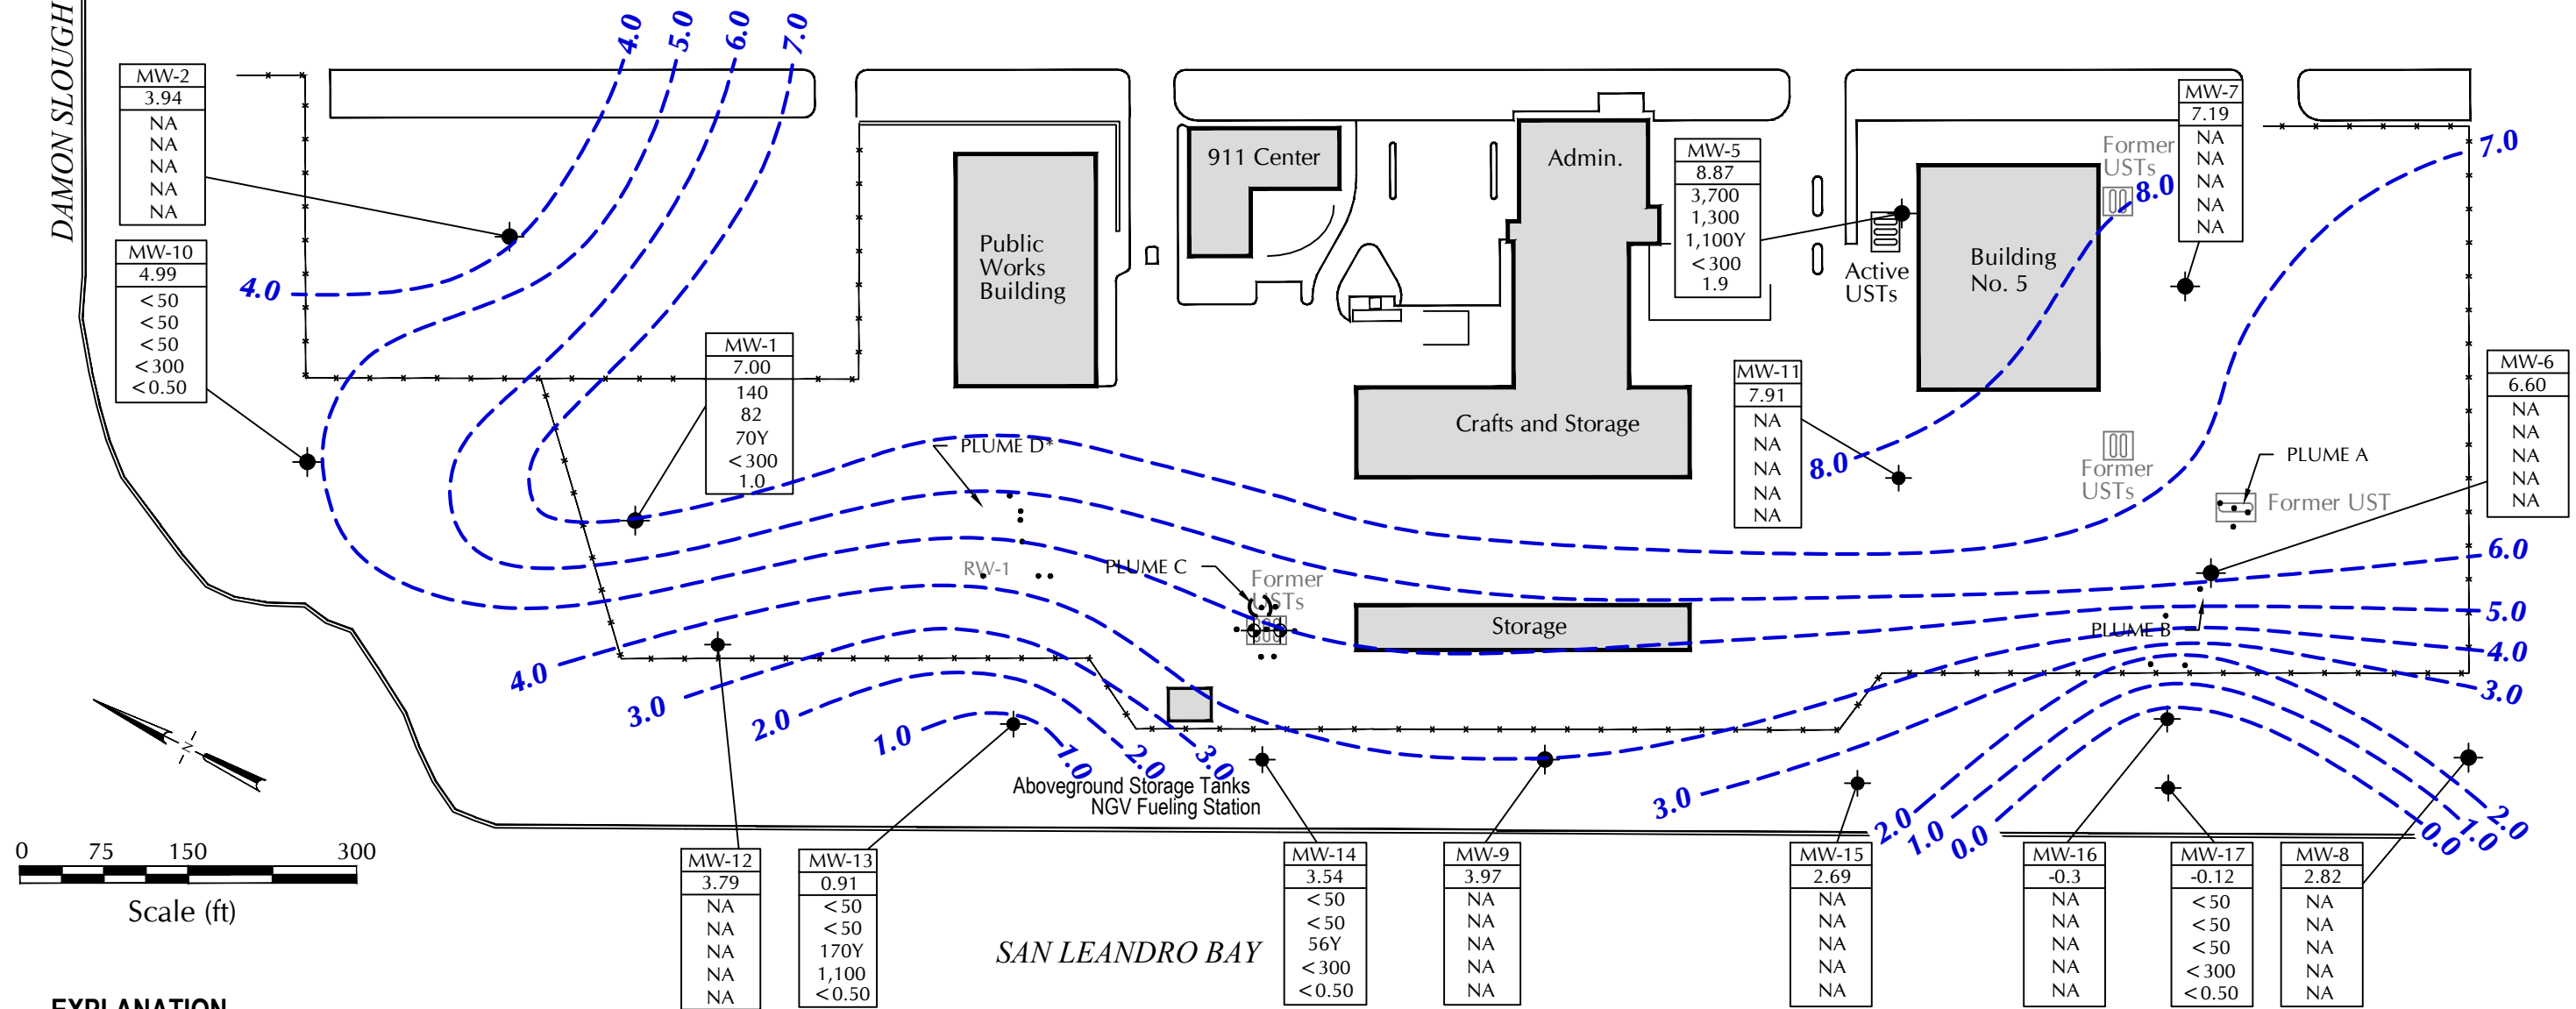 DAMON SLOUGH
4.0
5.0
6.0
7.0
MW-2
3.94
NA
NA
NA
NA
NA
MW-10
4.99
<50
<50
<50
<300
<0.50
4.0
MW-1
7.00
140
82
70Y
<300
1.0
Public
Works
Building
911 Center
Admin.
Crafts and Storage
MW-5
8.87
3,700
1,300
1,100Y
<300
1.9
Active
USTs
Building
No. 5
Former
USTs
8.0
MW-7
7.19
NA
NA
NA
NA
NA
7.0
MW-11
7.91
NA
NA
NA
NA
NA
8.0
Former
USTs
PLUME A
Former UST
MW-6
6.60
NA
NA
NA
NA
NA
6.0
5.0
4.0
3.0
PLUME D*
RW-1
PLUME C
Former
USTs
Storage
PLUME B
4.0
3.0
2.0
1.0
1.0
2.0
3.0
Aboveground Storage Tanks
NGV Fueling Station
3.0
2.0
1.0
0.0
0.0
1.0
2.0
N
0 75 150 300
Scale (ft)
MW-12
3.79
NA
NA
NA
NA
NA
MW-13
0.91
<50
<50
170Y
1,100
<0.50
MW-14
3.54
<50
<50
56Y
<300
<0.50
MW-9
3.97
NA
NA
NA
NA
NA
MW-15
2.69
NA
NA
NA
NA
NA
MW-16
-0.3
NA
NA
NA
NA
NA
MW-17
-0.12
<50
<50
<50
<300
<0.50
MW-8
2.82
NA
NA
NA
NA
NA
SAN LEANDRO BAY
EXPLANATION